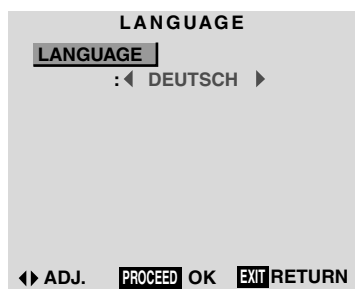 LANGUAGE
LANGUAGE
:◀ DEUTSCH ▶
◀▶ ADJ. PROCEED OK EXIT RETURN